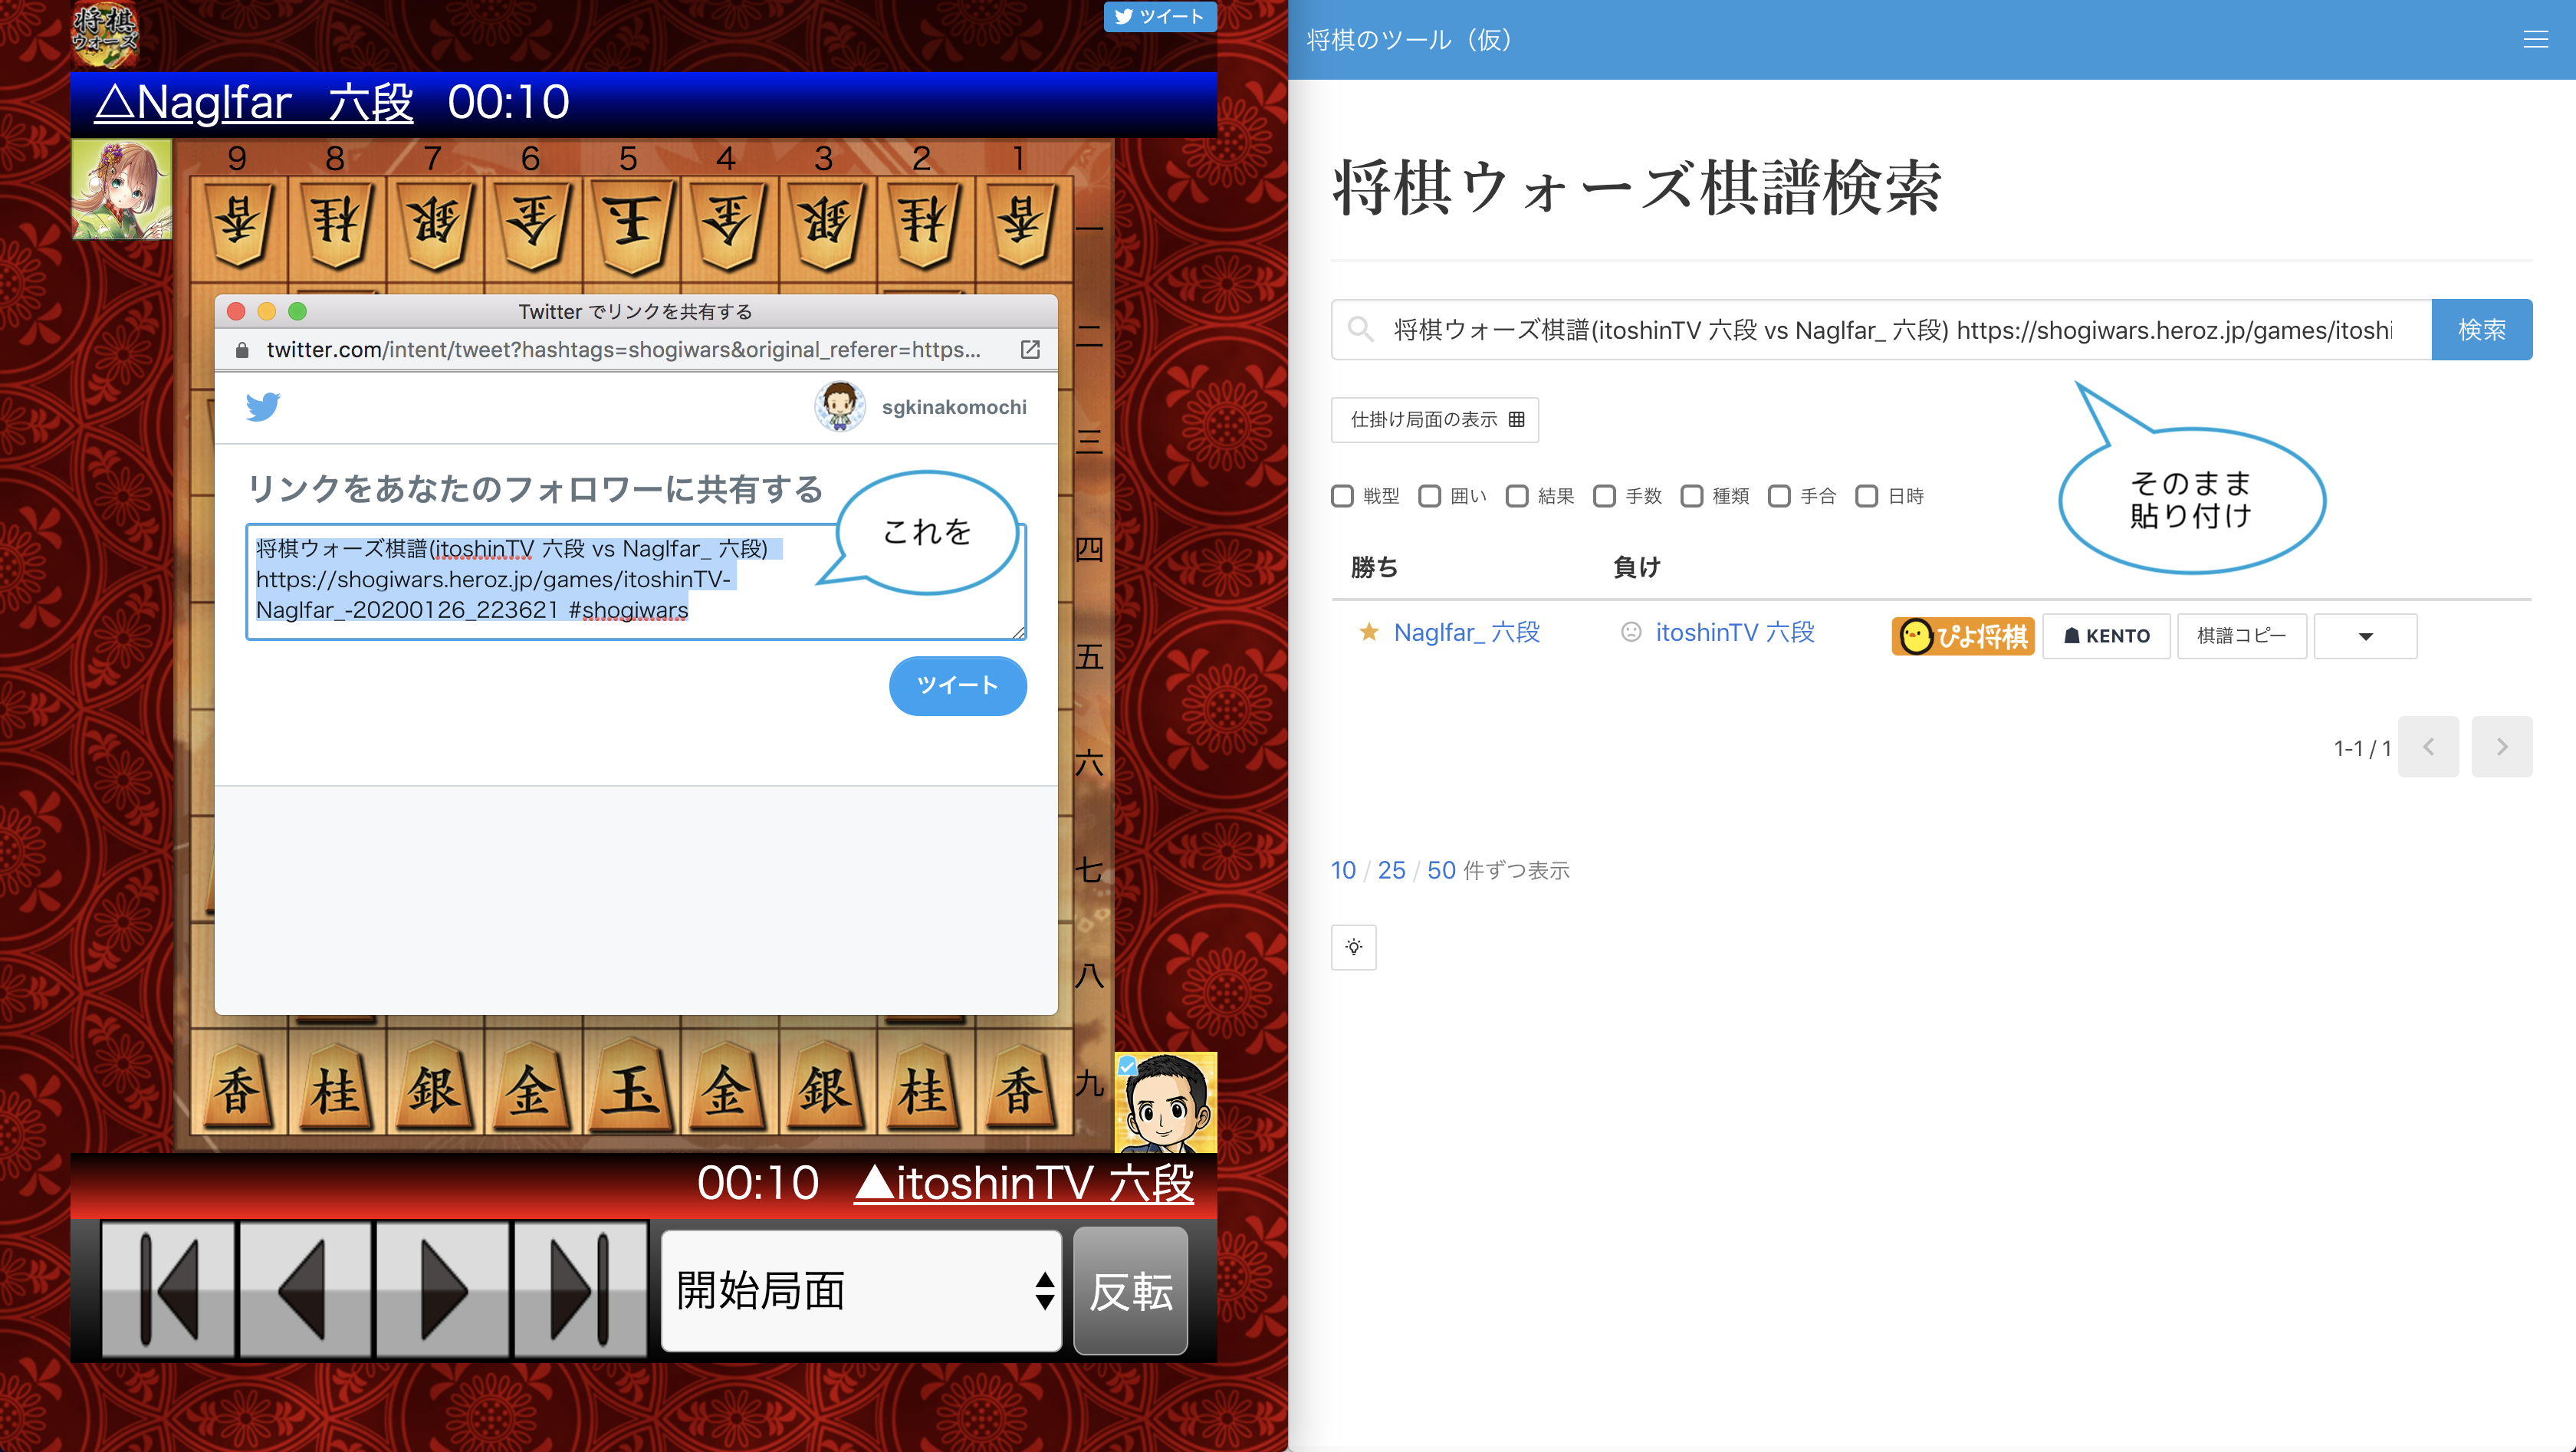 将棋
ウォーズ
ツイート
△Naglfar_ 六段 00:10
9 8 7 6 5 4 3 2 1
香 桂 銀 金 王 金 銀 桂 香
一
二
三
四
五
六
七
八
九
Twitter でリンクを共有する
twitter.com/intent/tweet?hashtags=shogiwars&original_referer=https...
sgkinakomochi
リンクをあなたのフォロワーに共有する
これを
将棋ウォーズ棋譜(itoshinTV 六段 vs Naglfar_ 六段)
https://shogiwars.heroz.jp/games/itoshinTV-
Naglfar_-20200126_223621 #shogiwars
ツイート
香 桂 銀 金 玉 金 銀 桂 香
00:10 ▲itoshinTV 六段
開始局面
反転
将棋のツール（仮）
将棋ウォーズ棋譜検索
将棋ウォーズ棋譜(itoshinTV 六段 vs Naglfar_ 六段) https://shogiwars.heroz.jp/games/itoshi
検索
仕掛け局面の表示
そのまま
貼り付け
戦型 囲い 結果 手数 種類 手合 日時
勝ち 負け
Naglfar_ 六段 itoshinTV 六段 ぴよ将棋 KENTO 棋譜コピー
1-1 / 1
10 / 25 / 50 件ずつ表示